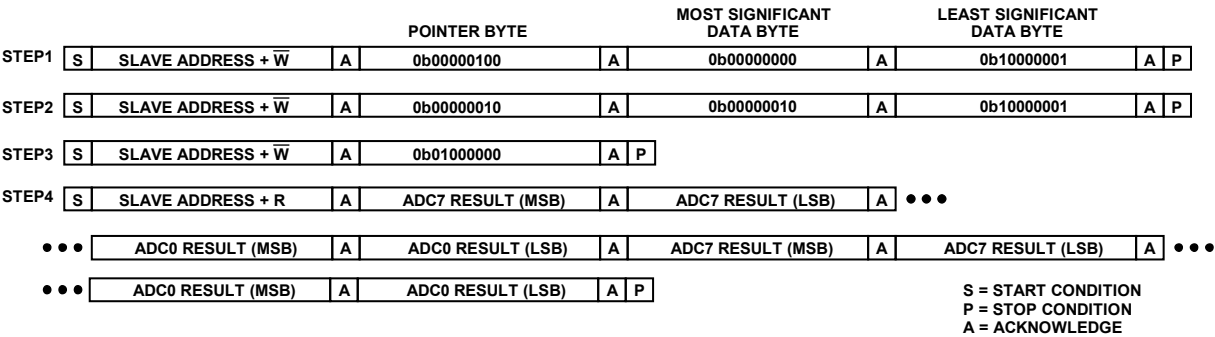 POINTER BYTE MOST SIGNIFICANT DATA BYTE LEAST SIGNIFICANT DATA BYTE
STEP1 S SLAVE ADDRESS + W̅ A 0b00000100 A 0b00000000 A 0b10000001 A P
STEP2 S SLAVE ADDRESS + W̅ A 0b00000010 A 0b00000010 A 0b10000001 A P
STEP3 S SLAVE ADDRESS + W̅ A 0b01000000 A P
STEP4 S SLAVE ADDRESS + R A ADC7 RESULT (MSB) A ADC7 RESULT (LSB) A •••
••• ADC0 RESULT (MSB) A ADC0 RESULT (LSB) A ADC7 RESULT (MSB) A ADC7 RESULT (LSB) A •••
••• ADC0 RESULT (MSB) A ADC0 RESULT (LSB) A P
S = START CONDITION
P = STOP CONDITION
A = ACKNOWLEDGE